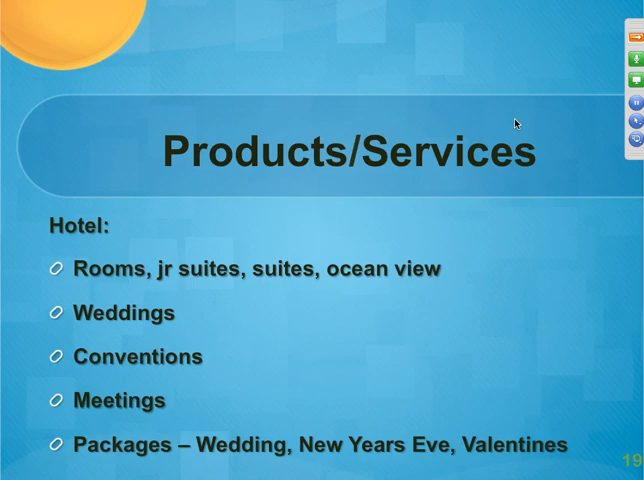 Products/Services
Hotel:
Rooms, jr suites, suites, ocean view
Weddings
Conventions
Meetings
Packages – Wedding, New Years Eve, Valentines
19